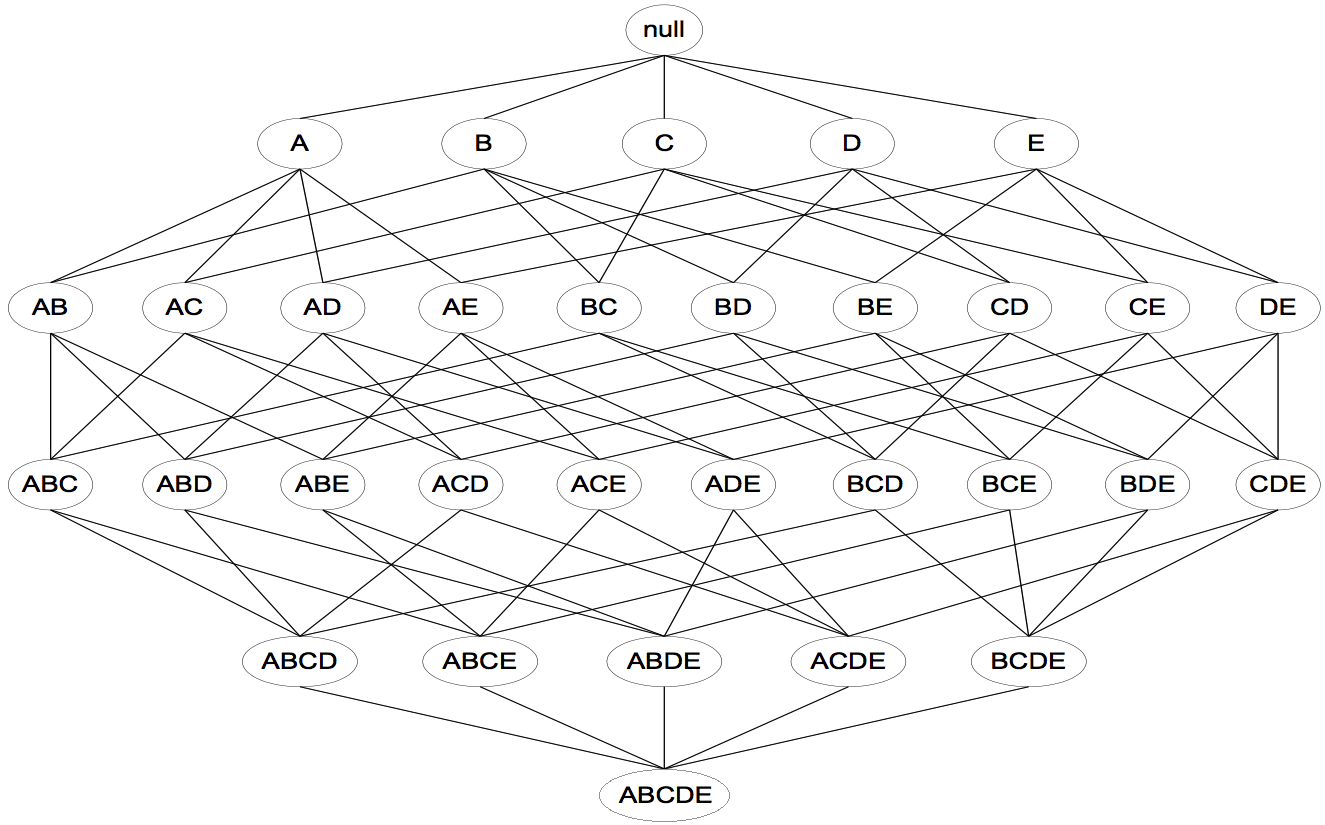 null
A B C D E
AB AC AD AE BC BD BE CD CE DE
ABC ABD ABE ACD ACE ADE BCD BCE BDE CDE
ABCD ABCE ABDE ACDE BCDE
ABCDE